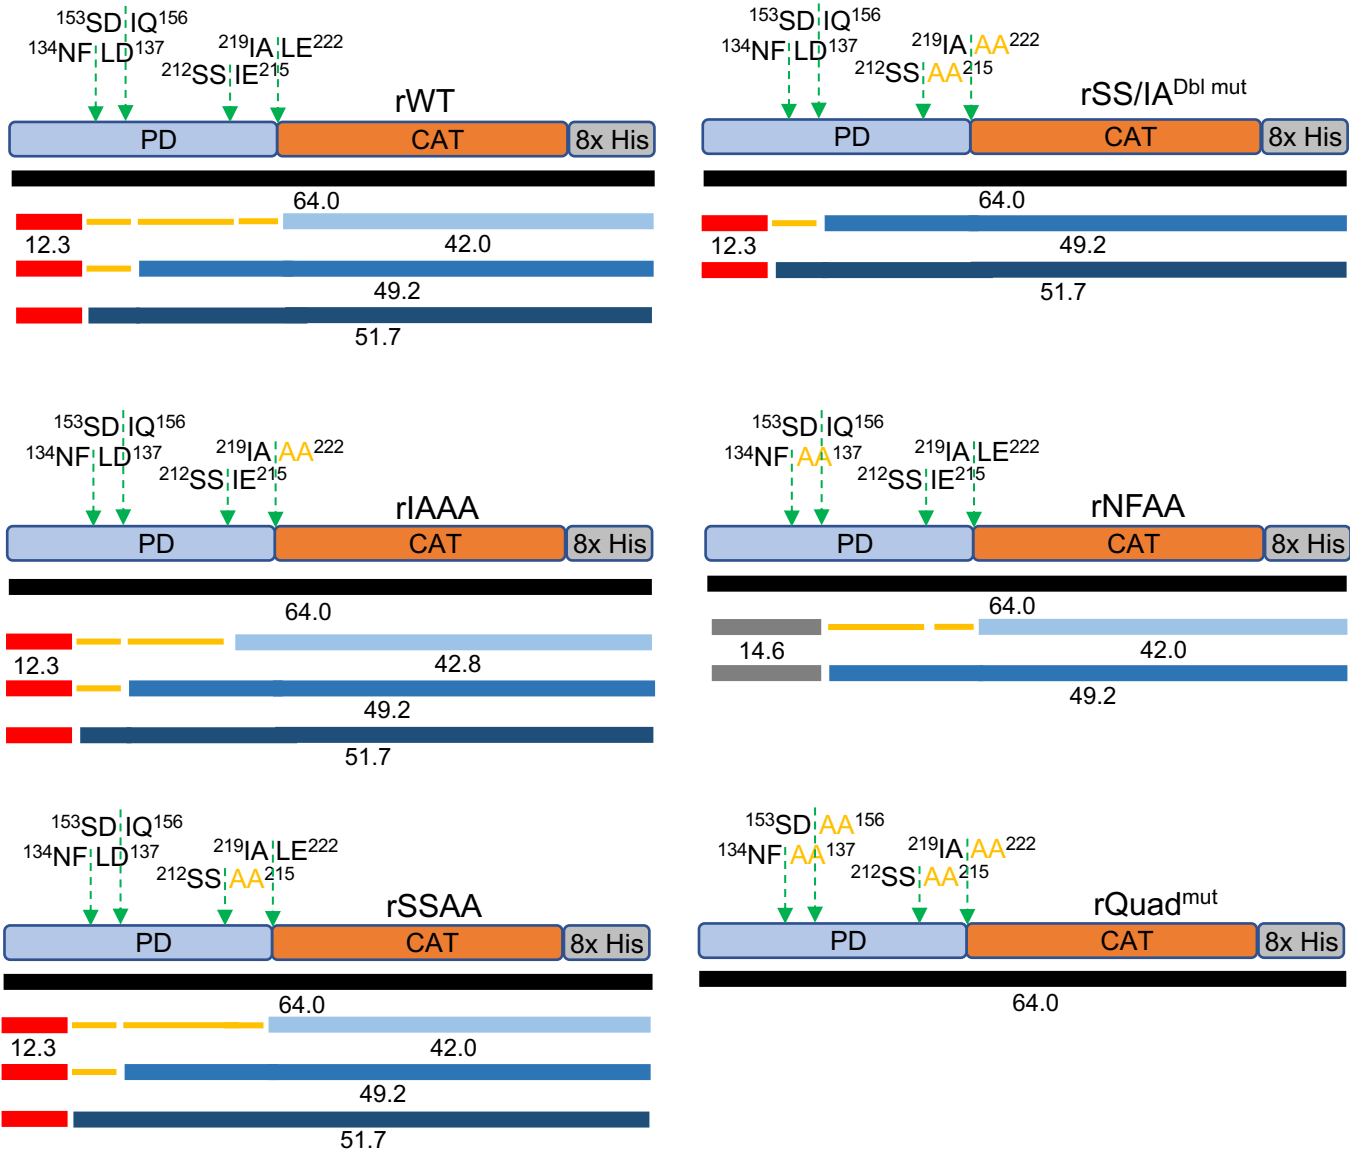 ¹⁵³SD IQ¹⁵⁶
¹³⁴NF LD¹³⁷
²¹⁹IA LE²²²
²¹²SS IE²¹⁵
rWT
PD CAT 8x His
64.0
12.3 42.0
49.2
51.7
¹⁵³SD IQ¹⁵⁶
¹³⁴NF LD¹³⁷
²¹⁹IA AA²²²
²¹²SS AA²¹⁵
rSS/IA^Dbl mut
PD CAT 8x His
64.0
12.3 49.2
51.7
¹⁵³SD IQ¹⁵⁶
¹³⁴NF LD¹³⁷
²¹⁹IA AA²²²
²¹²SS IE²¹⁵
rIAAA
PD CAT 8x His
64.0
12.3 42.8
49.2
51.7
¹⁵³SD IQ¹⁵⁶
¹³⁴NF AA¹³⁷
²¹⁹IA LE²²²
²¹²SS IE²¹⁵
rNFAA
PD CAT 8x His
64.0
14.6 42.0
49.2
¹⁵³SD IQ¹⁵⁶
¹³⁴NF LD¹³⁷
²¹⁹IA LE²²²
²¹²SS AA²¹⁵
rSSAA
PD CAT 8x His
64.0
12.3 42.0
49.2
51.7
¹⁵³SD AA¹⁵⁶
¹³⁴NF AA¹³⁷
²¹⁹IA AA²²²
²¹²SS AA²¹⁵
rQuad^mut
PD CAT 8x His
64.0